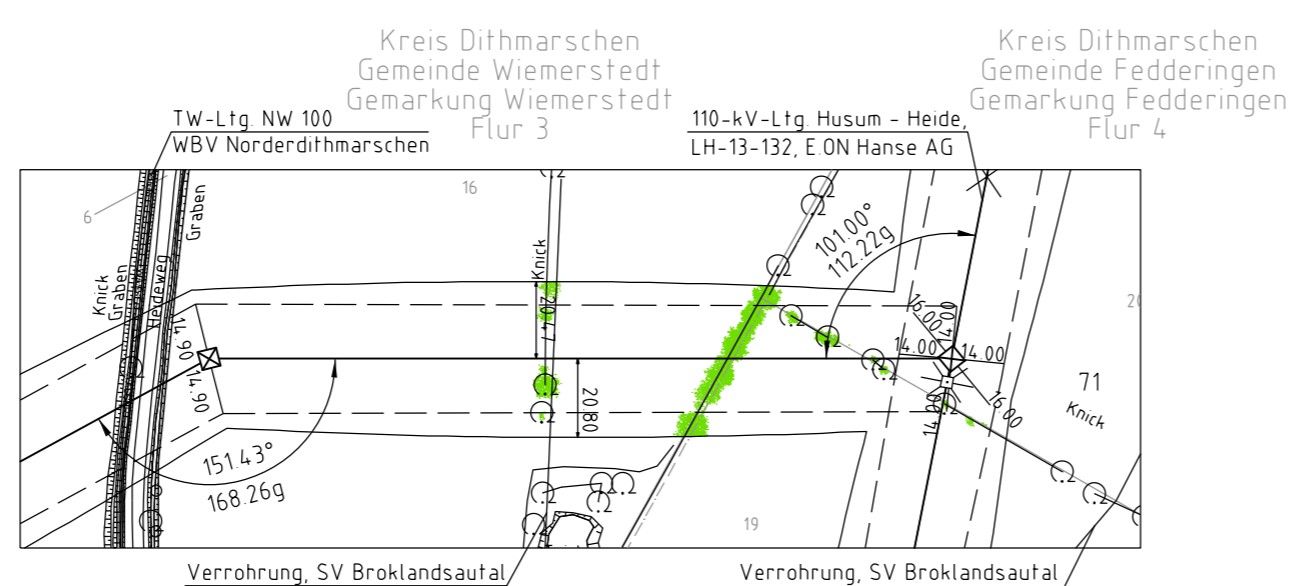 Kreis Dithmarschen
Gemeinde Wiemerstedt
Gemarkung Wiemerstedt
Flur 3
Kreis Dithmarschen
Gemeinde Fedderingen
Gemarkung Fedderingen
Flur 4
TW-Ltg. NW 100
WBV Norderdithmarschen
110-kV-Ltg. Husum - Heide,
LH-13-132, E.ON Hanse AG
6
16
Graben
Knick
Graben
Heideweg
Knick
20.47
20.80
14.90
14.90
151.43°
168.26g
101.00°
112.22g
16.00
14.00
14.00
14.00
14.00
16.00
71
Knick
19
Verrohrung, SV Broklandsautal
Verrohrung, SV Broklandsautal